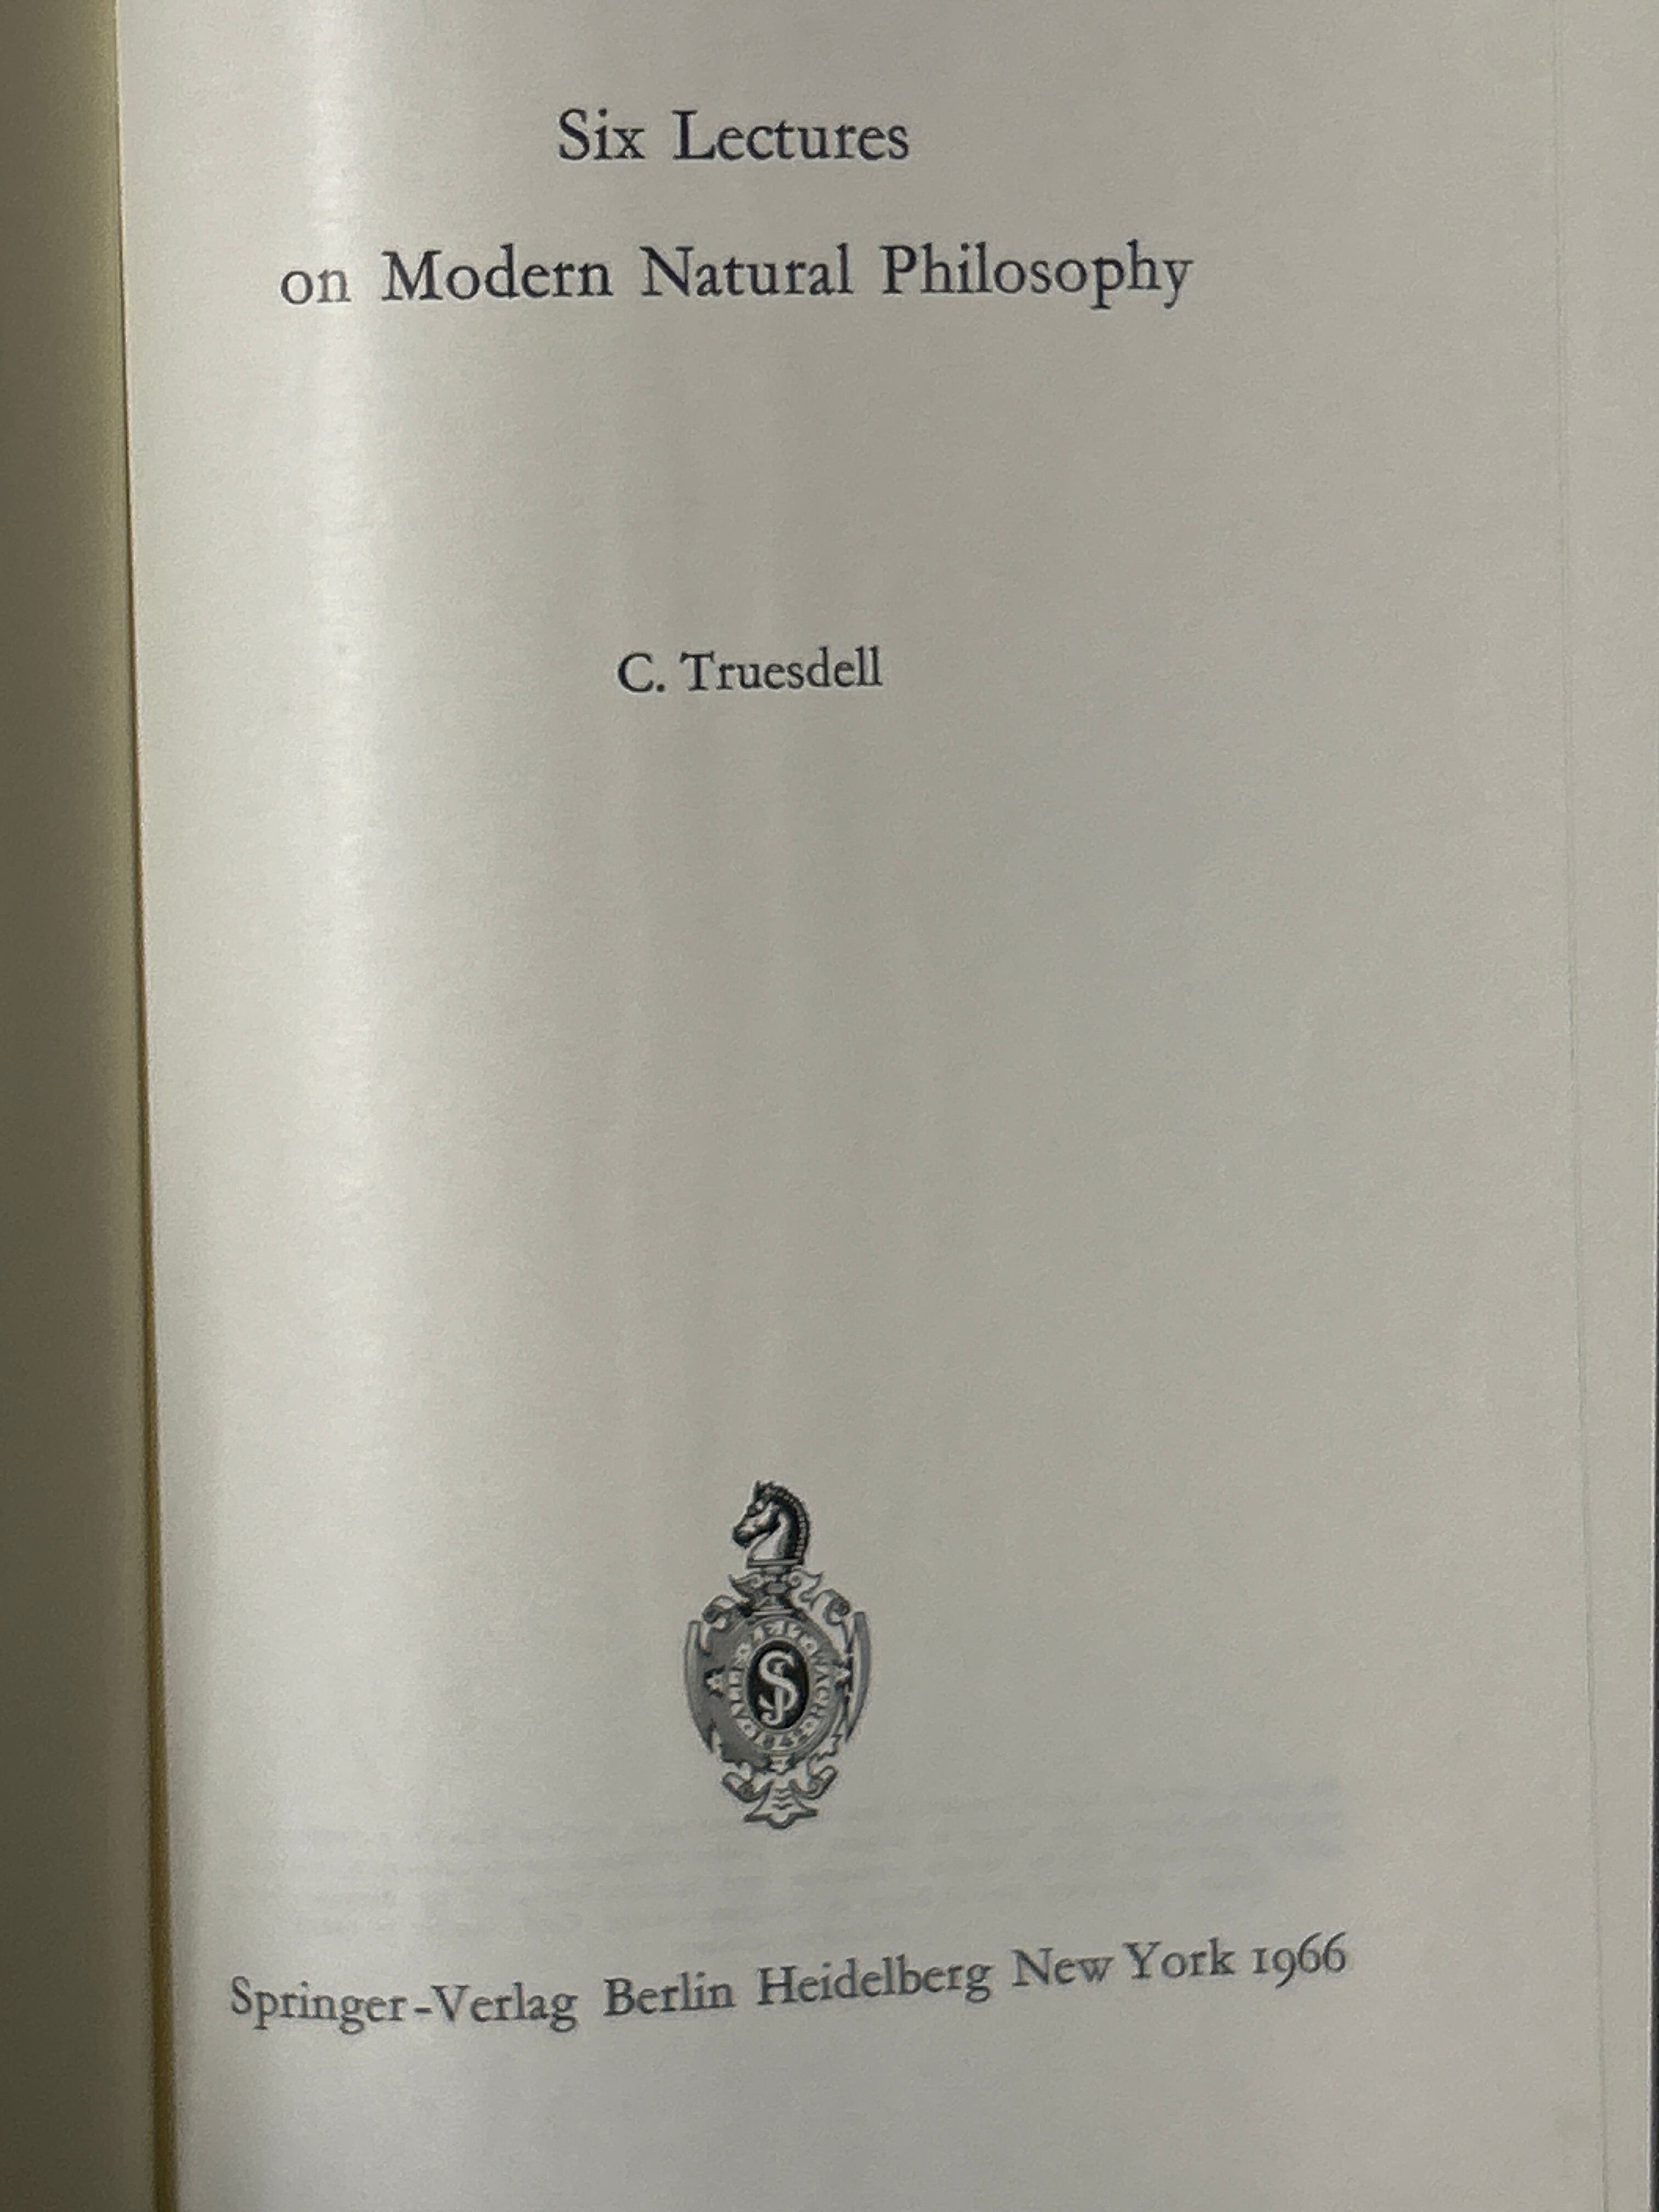 Six Lectures
on Modern Natural Philosophy
C. Truesdell
S
Springer-Verlag Berlin Heidelberg New York 1966